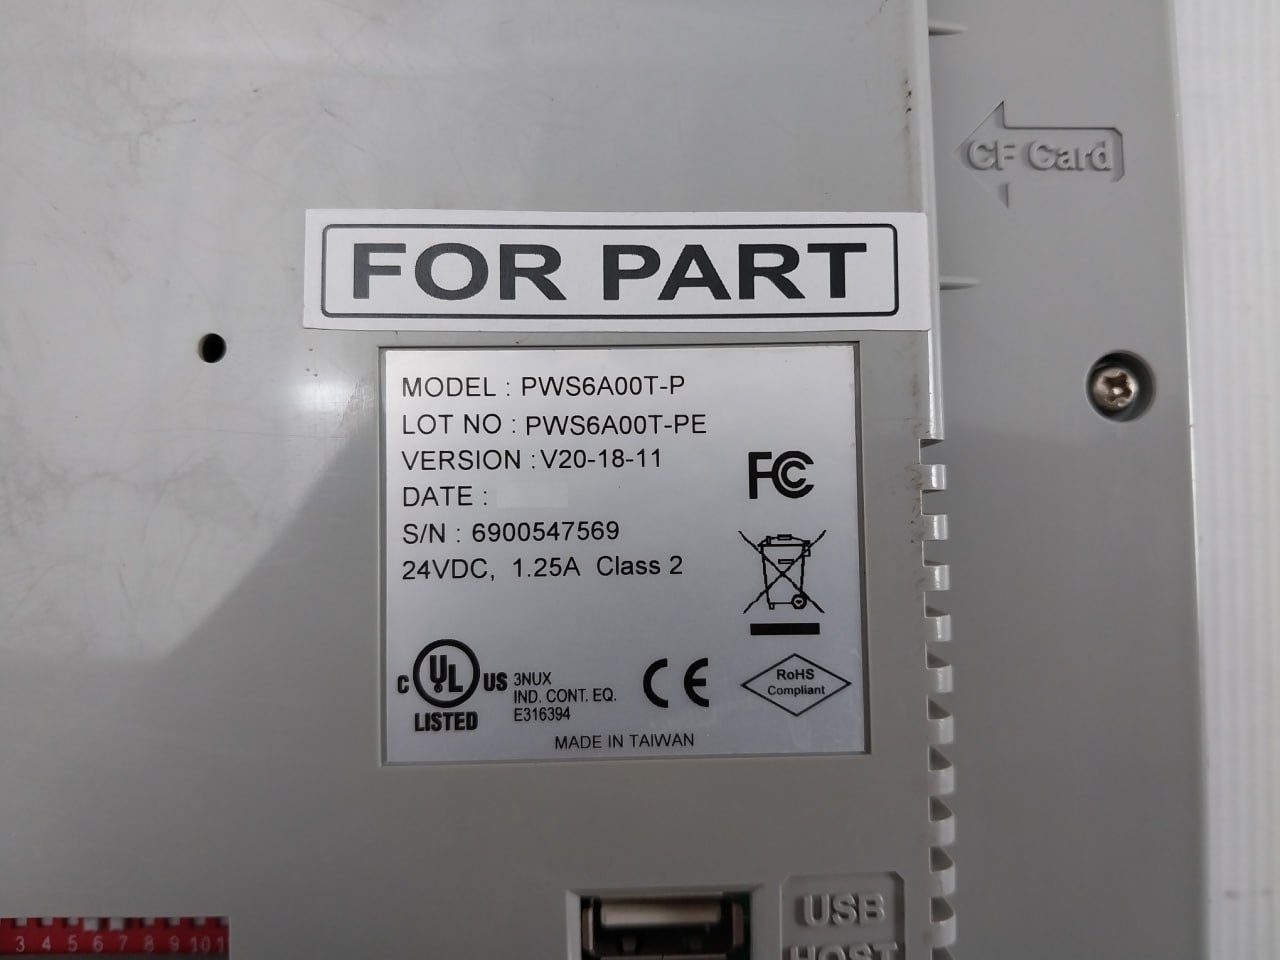 CF Card
FOR PART
MODEL : PWS6A00T-P
LOT NO : PWS6A00T-PE
VERSION : V20-18-11
DATE :
S/N : 6900547569
24VDC, 1.25A Class 2
FC
C UL US
LISTED
3NUX
IND. CONT. EQ.
E316394
CE
RoHS
Compliant
MADE IN TAIWAN
USB
HOST
3 4 5 6 7 8 9 10 1